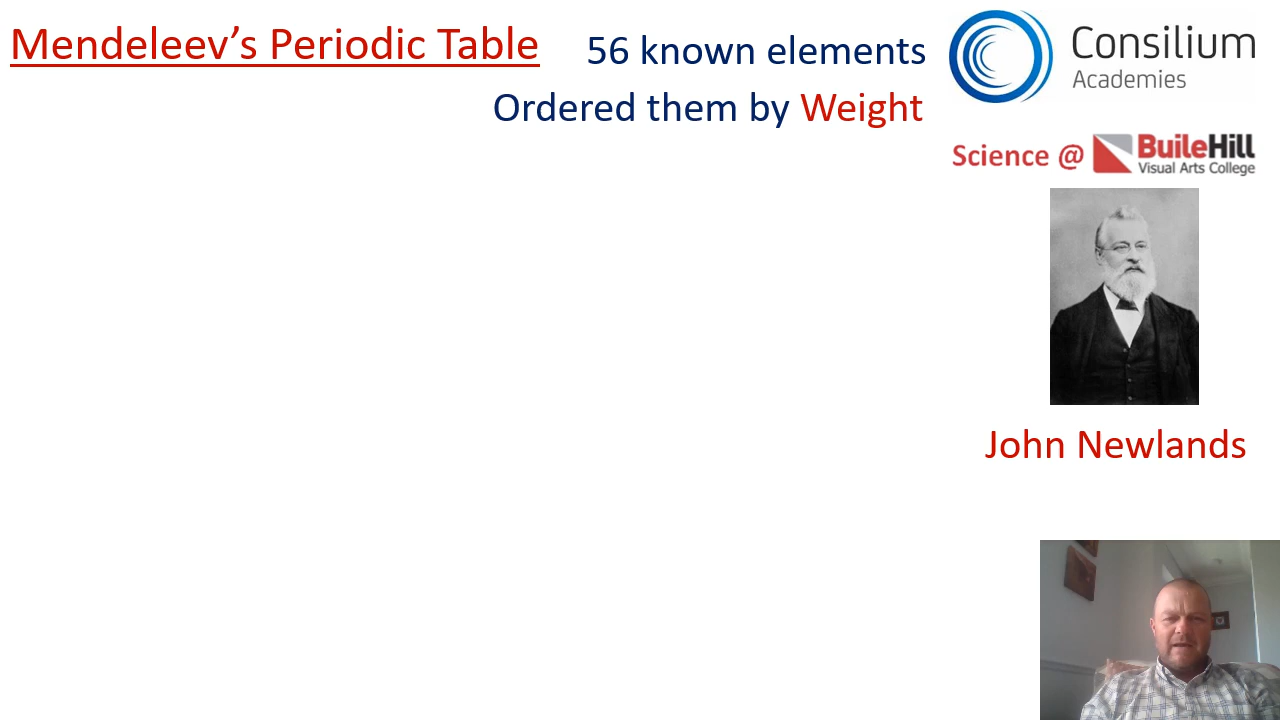 Mendeleev’s Periodic Table
56 known elements
Ordered them by Weight
Consilium
Academies
Science @ BuileHill
Visual Arts College
John Newlands